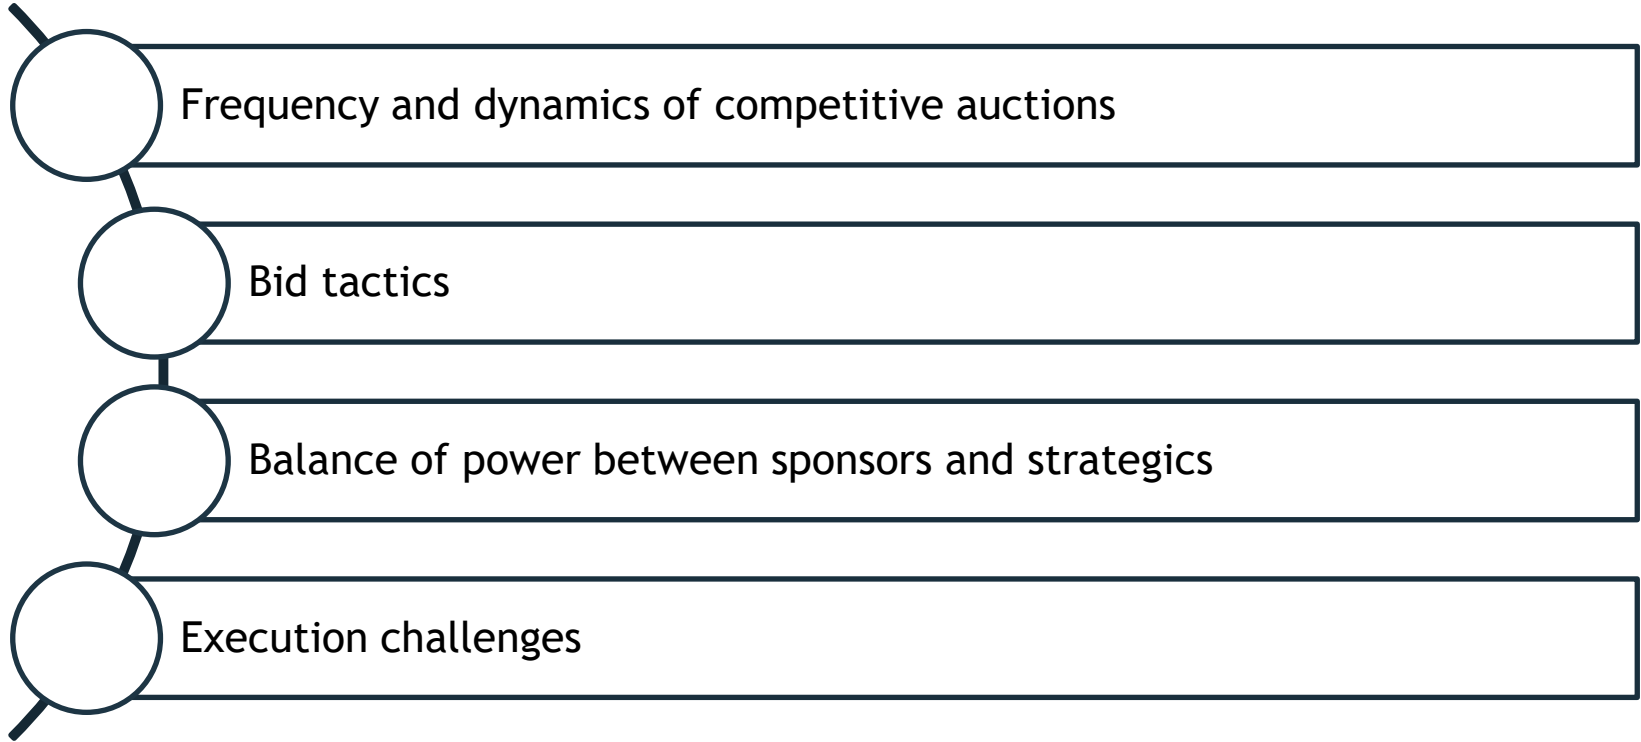 Frequency and dynamics of competitive auctions
Bid tactics
Balance of power between sponsors and strategics
Execution challenges